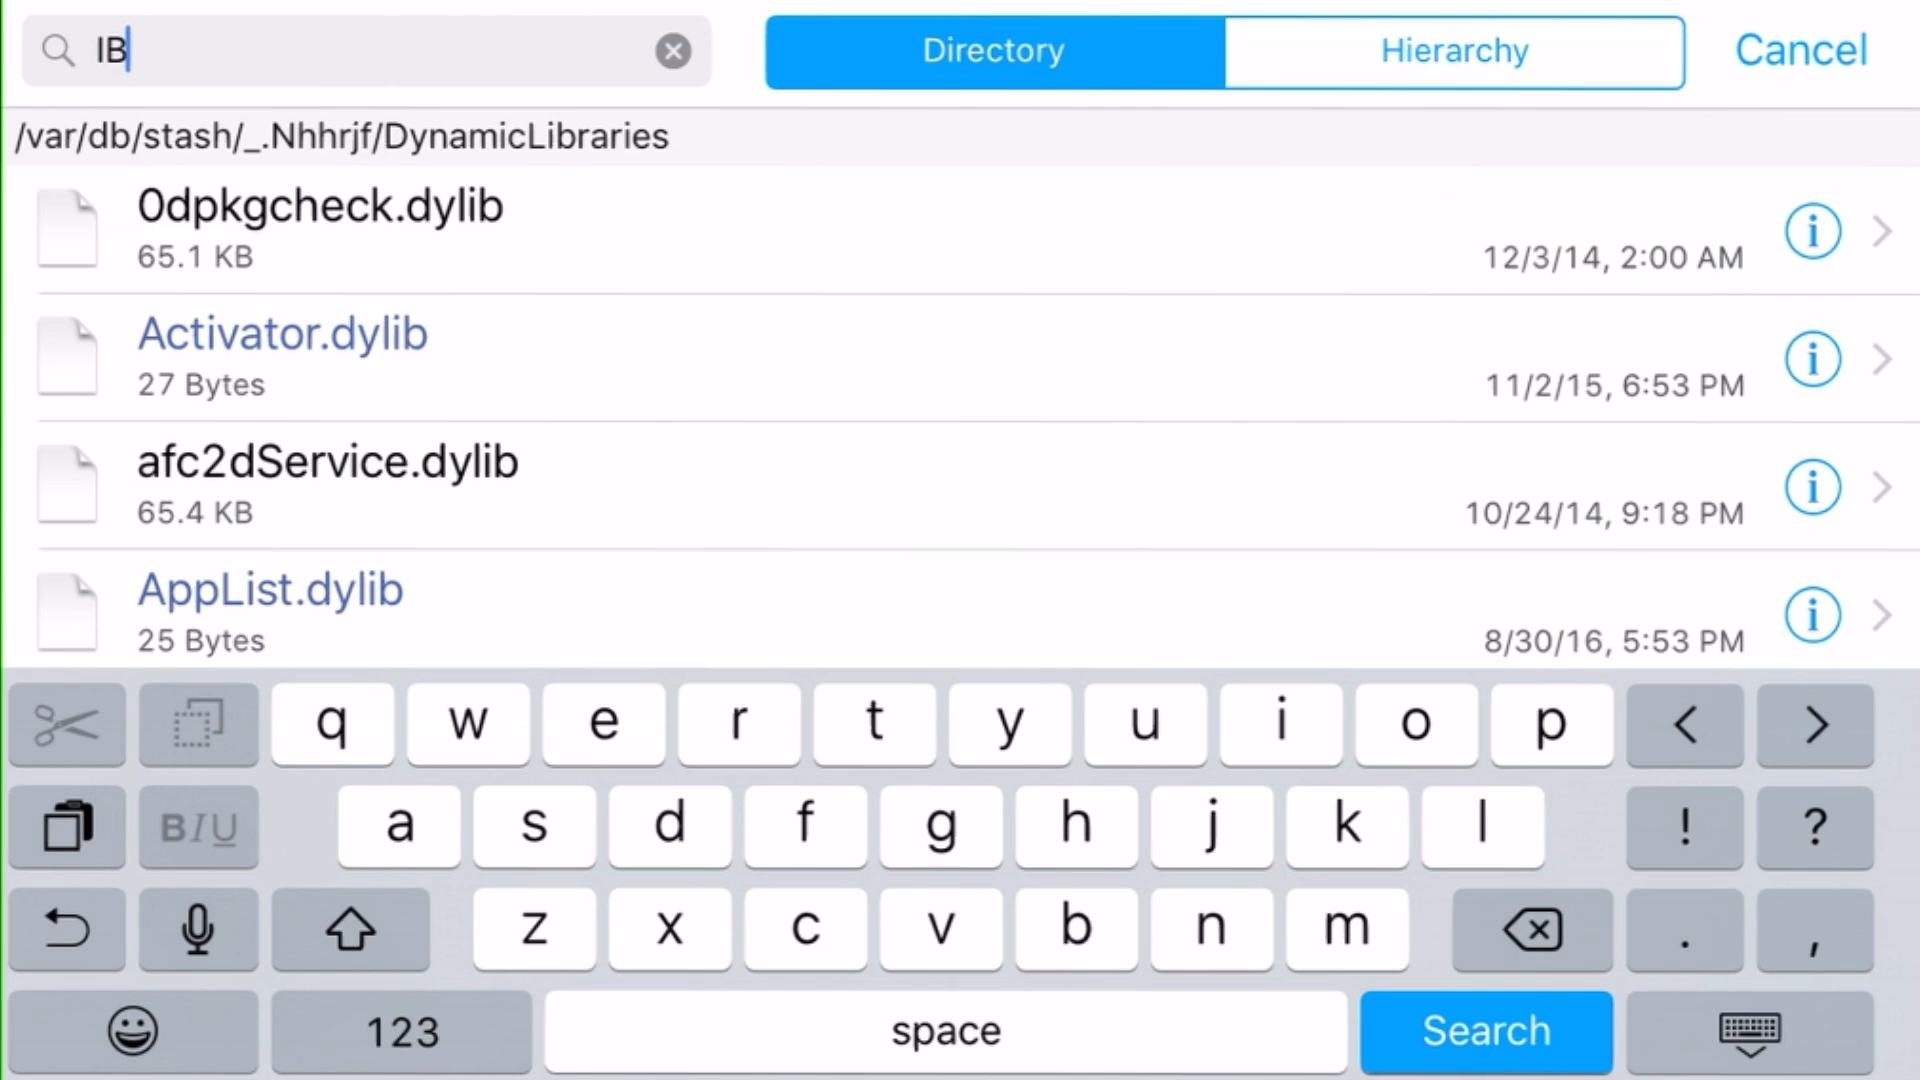 IB
Directory
Hierarchy
Cancel
/var/db/stash/_.Nhhrjf/DynamicLibraries
0dpkgcheck.dylib
65.1 KB
12/3/14, 2:00 AM
Activator.dylib
27 Bytes
11/2/15, 6:53 PM
afc2dService.dylib
65.4 KB
10/24/14, 9:18 PM
AppList.dylib
25 Bytes
8/30/16, 5:53 PM
q w e r t y u i o p < >
BIU a s d f g h j k l ! ?
z x c v b n m . ,
123 space Search